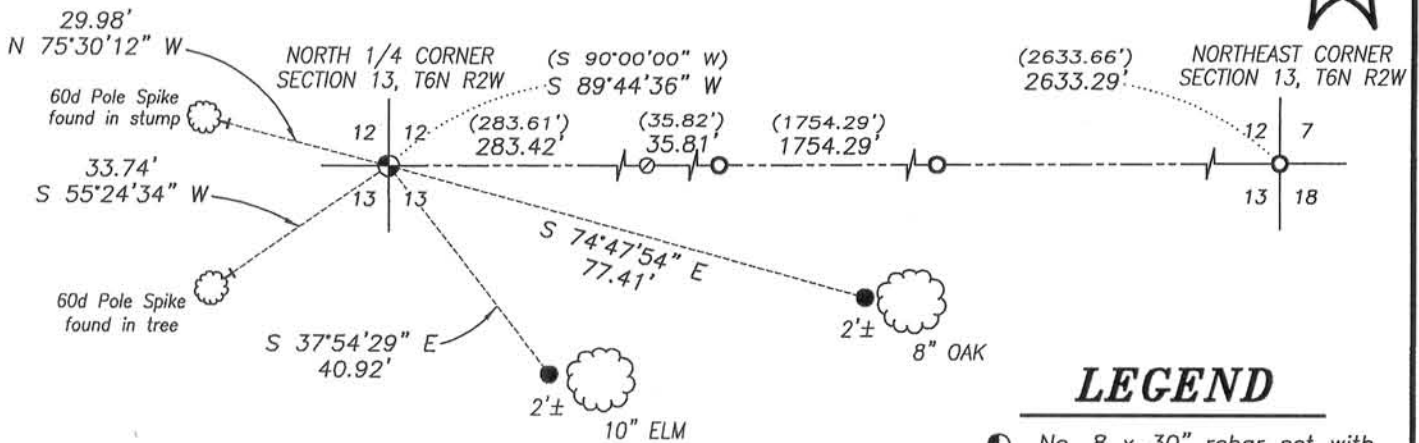 29.98'
N 75°30'12" W
NORTH 1/4 CORNER
SECTION 13, T6N R2W
(S 90°00'00" W)
S 89°44'36" W
(2633.66')
2633.29'
NORTHEAST CORNER
SECTION 13, T6N R2W
60d Pole Spike
found in stump
12
12
(283.61')
283.42'
(35.82')
35.81'
(1754.29')
1754.29'
12
7
33.74'
S 55°24'34" W
13
13
13
18
S 74°47'54" E
77.41'
60d Pole Spike
found in tree
S 37°54'29" E
40.92'
2'±
8" OAK
2'±
10" ELM
LEGEND
No. 8 x 30" rebar set with